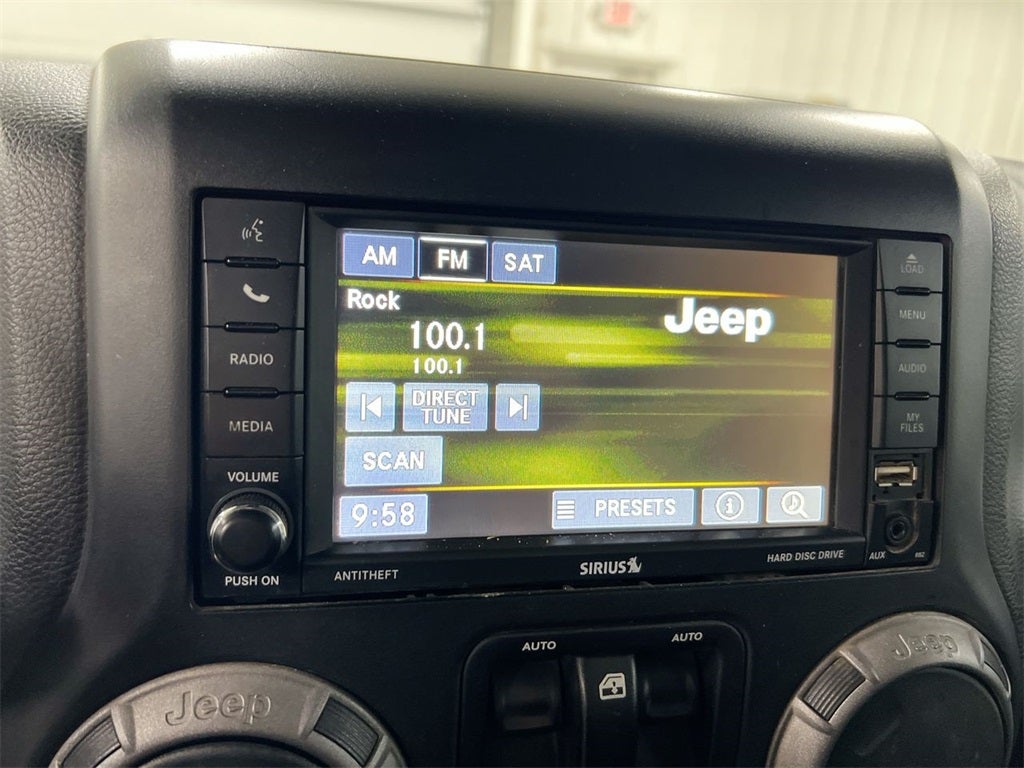 AM FM SAT
Rock
Jeep
100.1
100.1
DIRECT
TUNE
SCAN
9:58 PRESETS
RADIO
MEDIA
VOLUME
PUSH ON
LOAD
MENU
AUDIO
MY
FILES
ANTITHEFT SIRIUS HARD DISC DRIVE AUX RBZ
AUTO AUTO
Jeep Jeep